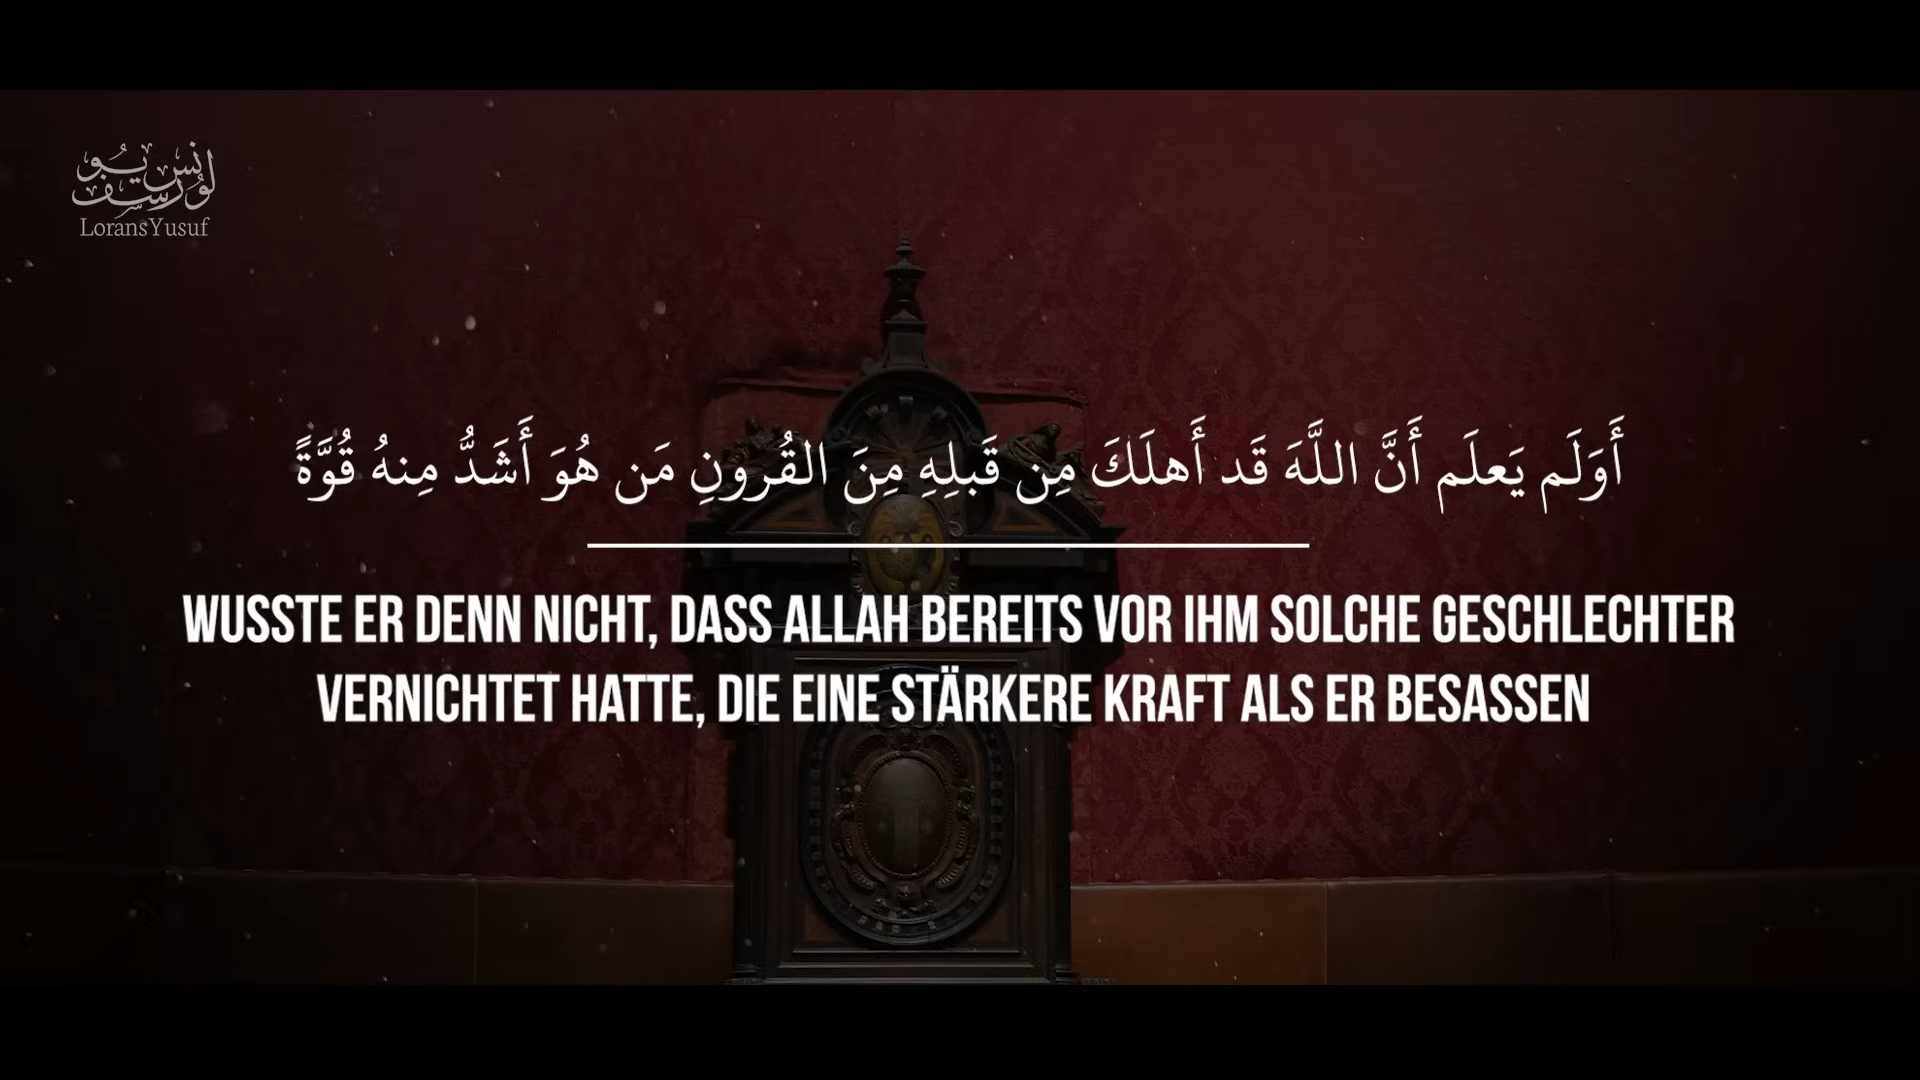 لورانس يوسف
LoransYusuf
أَوَلَم يَعلَم أَنَّ اللَّهَ قَد أَهلَكَ مِن قَبلِهِ مِنَ القُرونِ مَن هُوَ أَشَدُّ مِنهُ قُوَّةً
WUSSTE ER DENN NICHT, DASS ALLAH BEREITS VOR IHM SOLCHE GESCHLECHTER
VERNICHTET HATTE, DIE EINE STÄRKERE KRAFT ALS ER BESASSEN